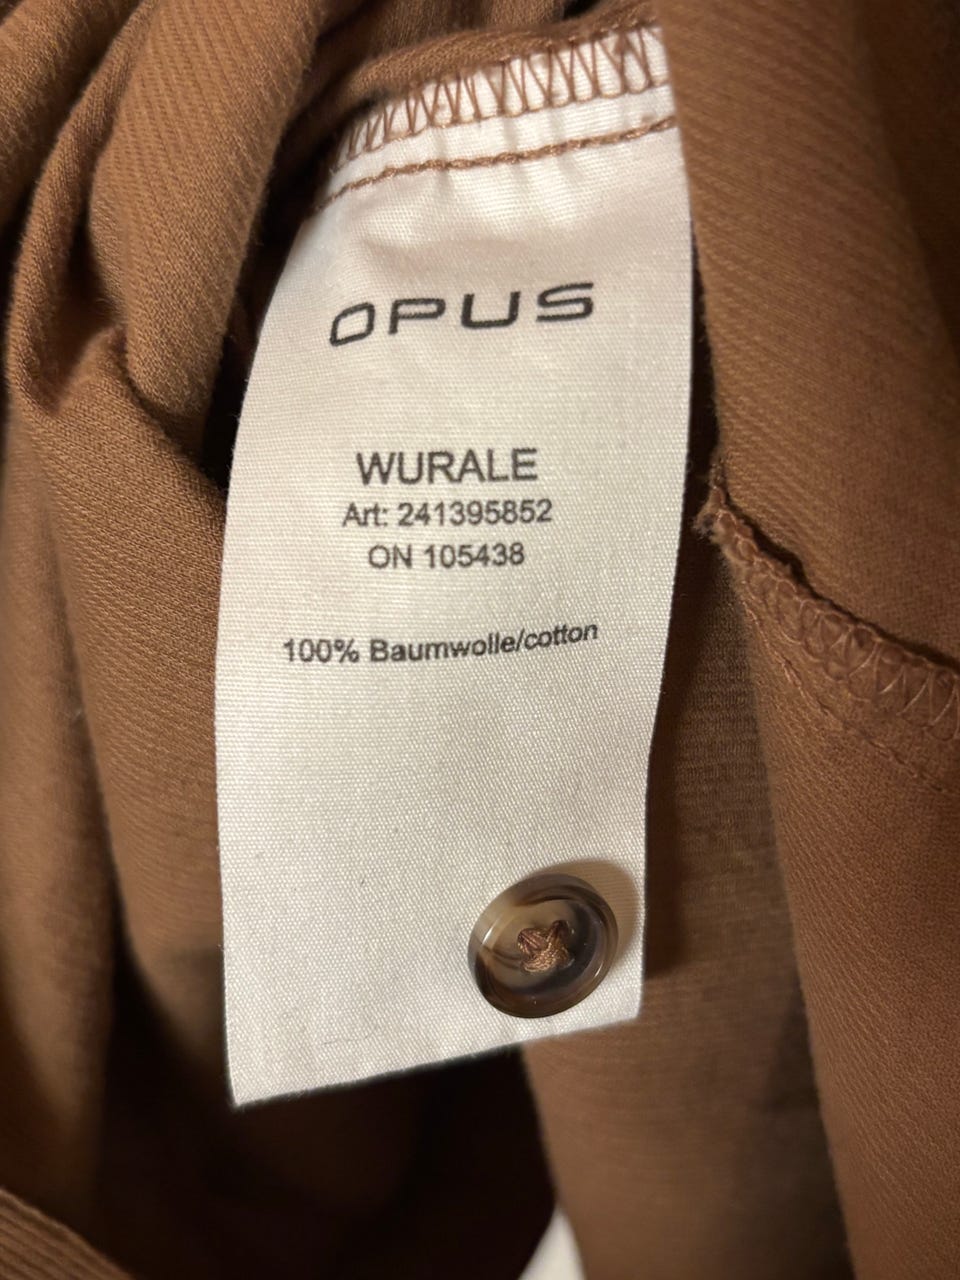 OPUS
WURALE
Art: 241395852
ON 105438
100% Baumwolle/cotton